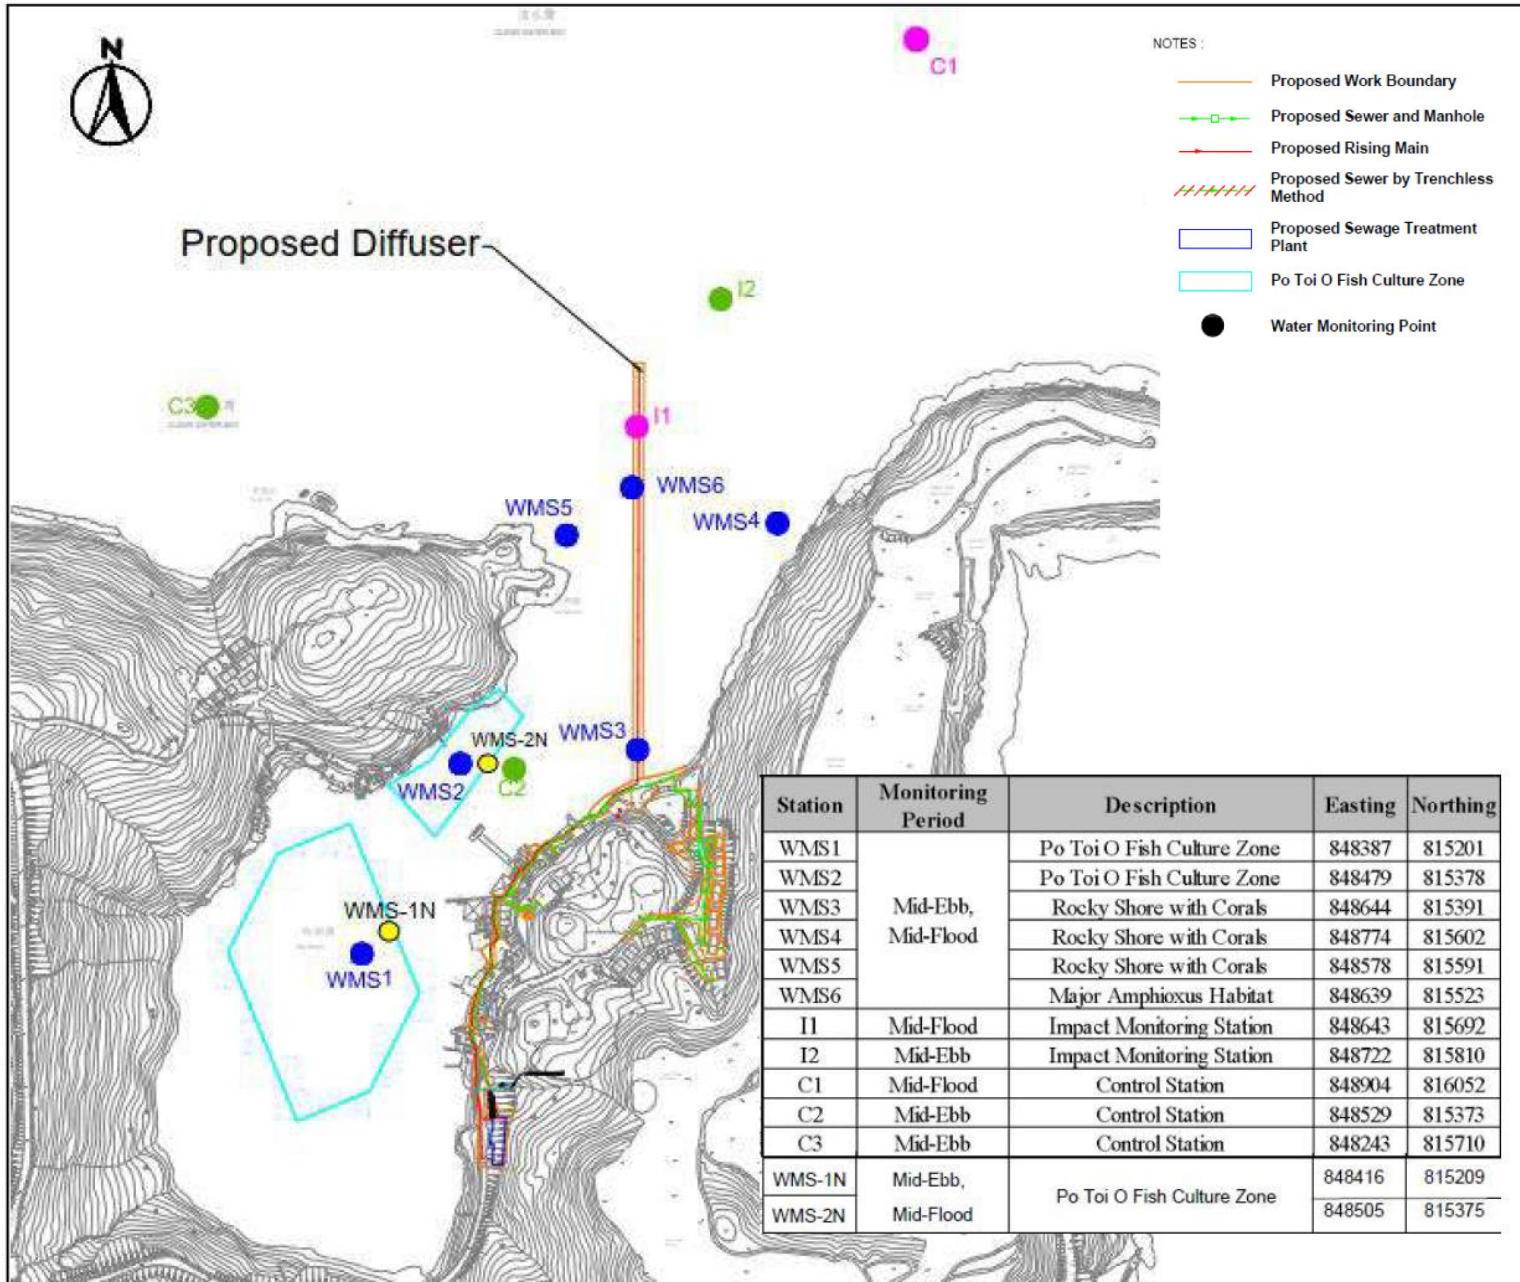 N
C1
NOTES :
Proposed Work Boundary
Proposed Sewer and Manhole
Proposed Rising Main
Proposed Sewer by Trenchless
Method
Proposed Sewage Treatment
Plant
Po Toi O Fish Culture Zone
Water Monitoring Point
Proposed Diffuser
I2
C3
I1
WMS6
WMS5
WMS4
WMS3
WMS-2N
WMS2
C2
WMS-1N
WMS1
Station Monitoring Period Description Easting Northing
WMS1 Mid-Ebb, Mid-Flood Po Toi O Fish Culture Zone 848387 815201
WMS2 Po Toi O Fish Culture Zone 848479 815378
WMS3 Rocky Shore with Corals 848644 815391
WMS4 Rocky Shore with Corals 848774 815602
WMS5 Rocky Shore with Corals 848578 815591
WMS6 Major Amphioxus Habitat 848639 815523
I1 Mid-Flood Impact Monitoring Station 848643 815692
I2 Mid-Ebb Impact Monitoring Station 848722 815810
C1 Mid-Flood Control Station 848904 816052
C2 Mid-Ebb Control Station 848529 815373
C3 Mid-Ebb Control Station 848243 815710
WMS-1N Mid-Ebb, Mid-Flood Po Toi O Fish Culture Zone 848416 815209
WMS-2N 848505 815375